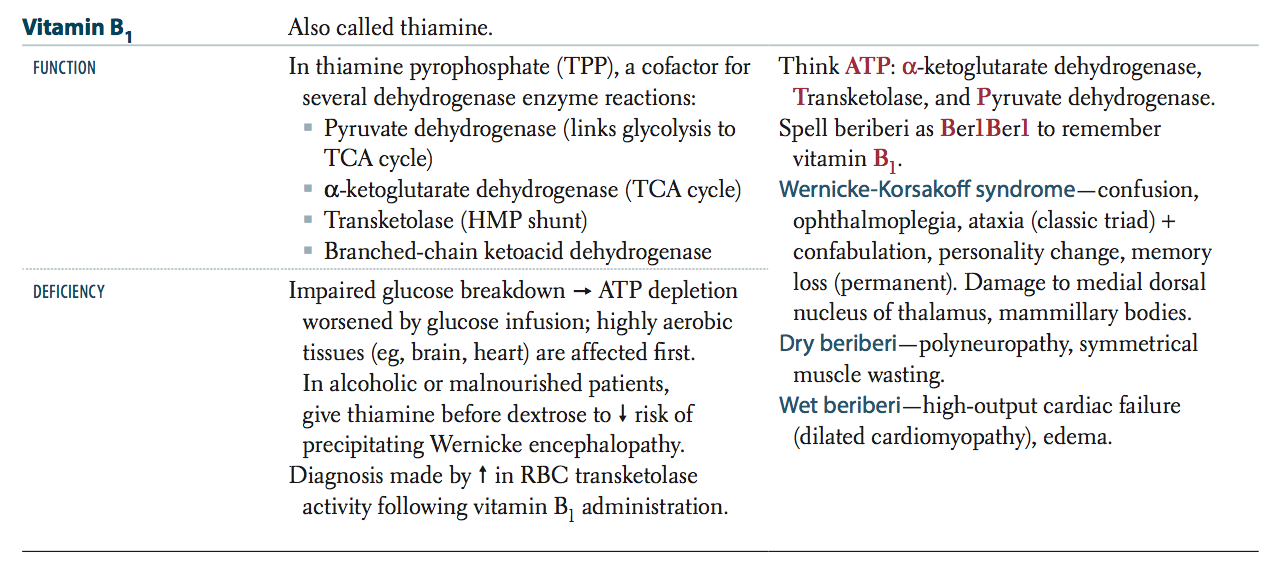 Vitamin B1 Also called thiamine.
FUNCTION
In thiamine pyrophosphate (TPP), a cofactor for
several dehydrogenase enzyme reactions:
▪ Pyruvate dehydrogenase (links glycolysis to
TCA cycle)
▪ α-ketoglutarate dehydrogenase (TCA cycle)
▪ Transketolase (HMP shunt)
▪ Branched-chain ketoacid dehydrogenase
DEFICIENCY
Impaired glucose breakdown → ATP depletion
worsened by glucose infusion; highly aerobic
tissues (eg, brain, heart) are affected first.
In alcoholic or malnourished patients,
give thiamine before dextrose to ↓ risk of
precipitating Wernicke encephalopathy.
Diagnosis made by ↑ in RBC transketolase
activity following vitamin B1 administration.
Think ATP: α-ketoglutarate dehydrogenase,
Transketolase, and Pyruvate dehydrogenase.
Spell beriberi as Ber1Ber1 to remember
vitamin B1.
Wernicke-Korsakoff syndrome—confusion,
ophthalmoplegia, ataxia (classic triad) +
confabulation, personality change, memory
loss (permanent). Damage to medial dorsal
nucleus of thalamus, mammillary bodies.
Dry beriberi—polyneuropathy, symmetrical
muscle wasting.
Wet beriberi—high-output cardiac failure
(dilated cardiomyopathy), edema.